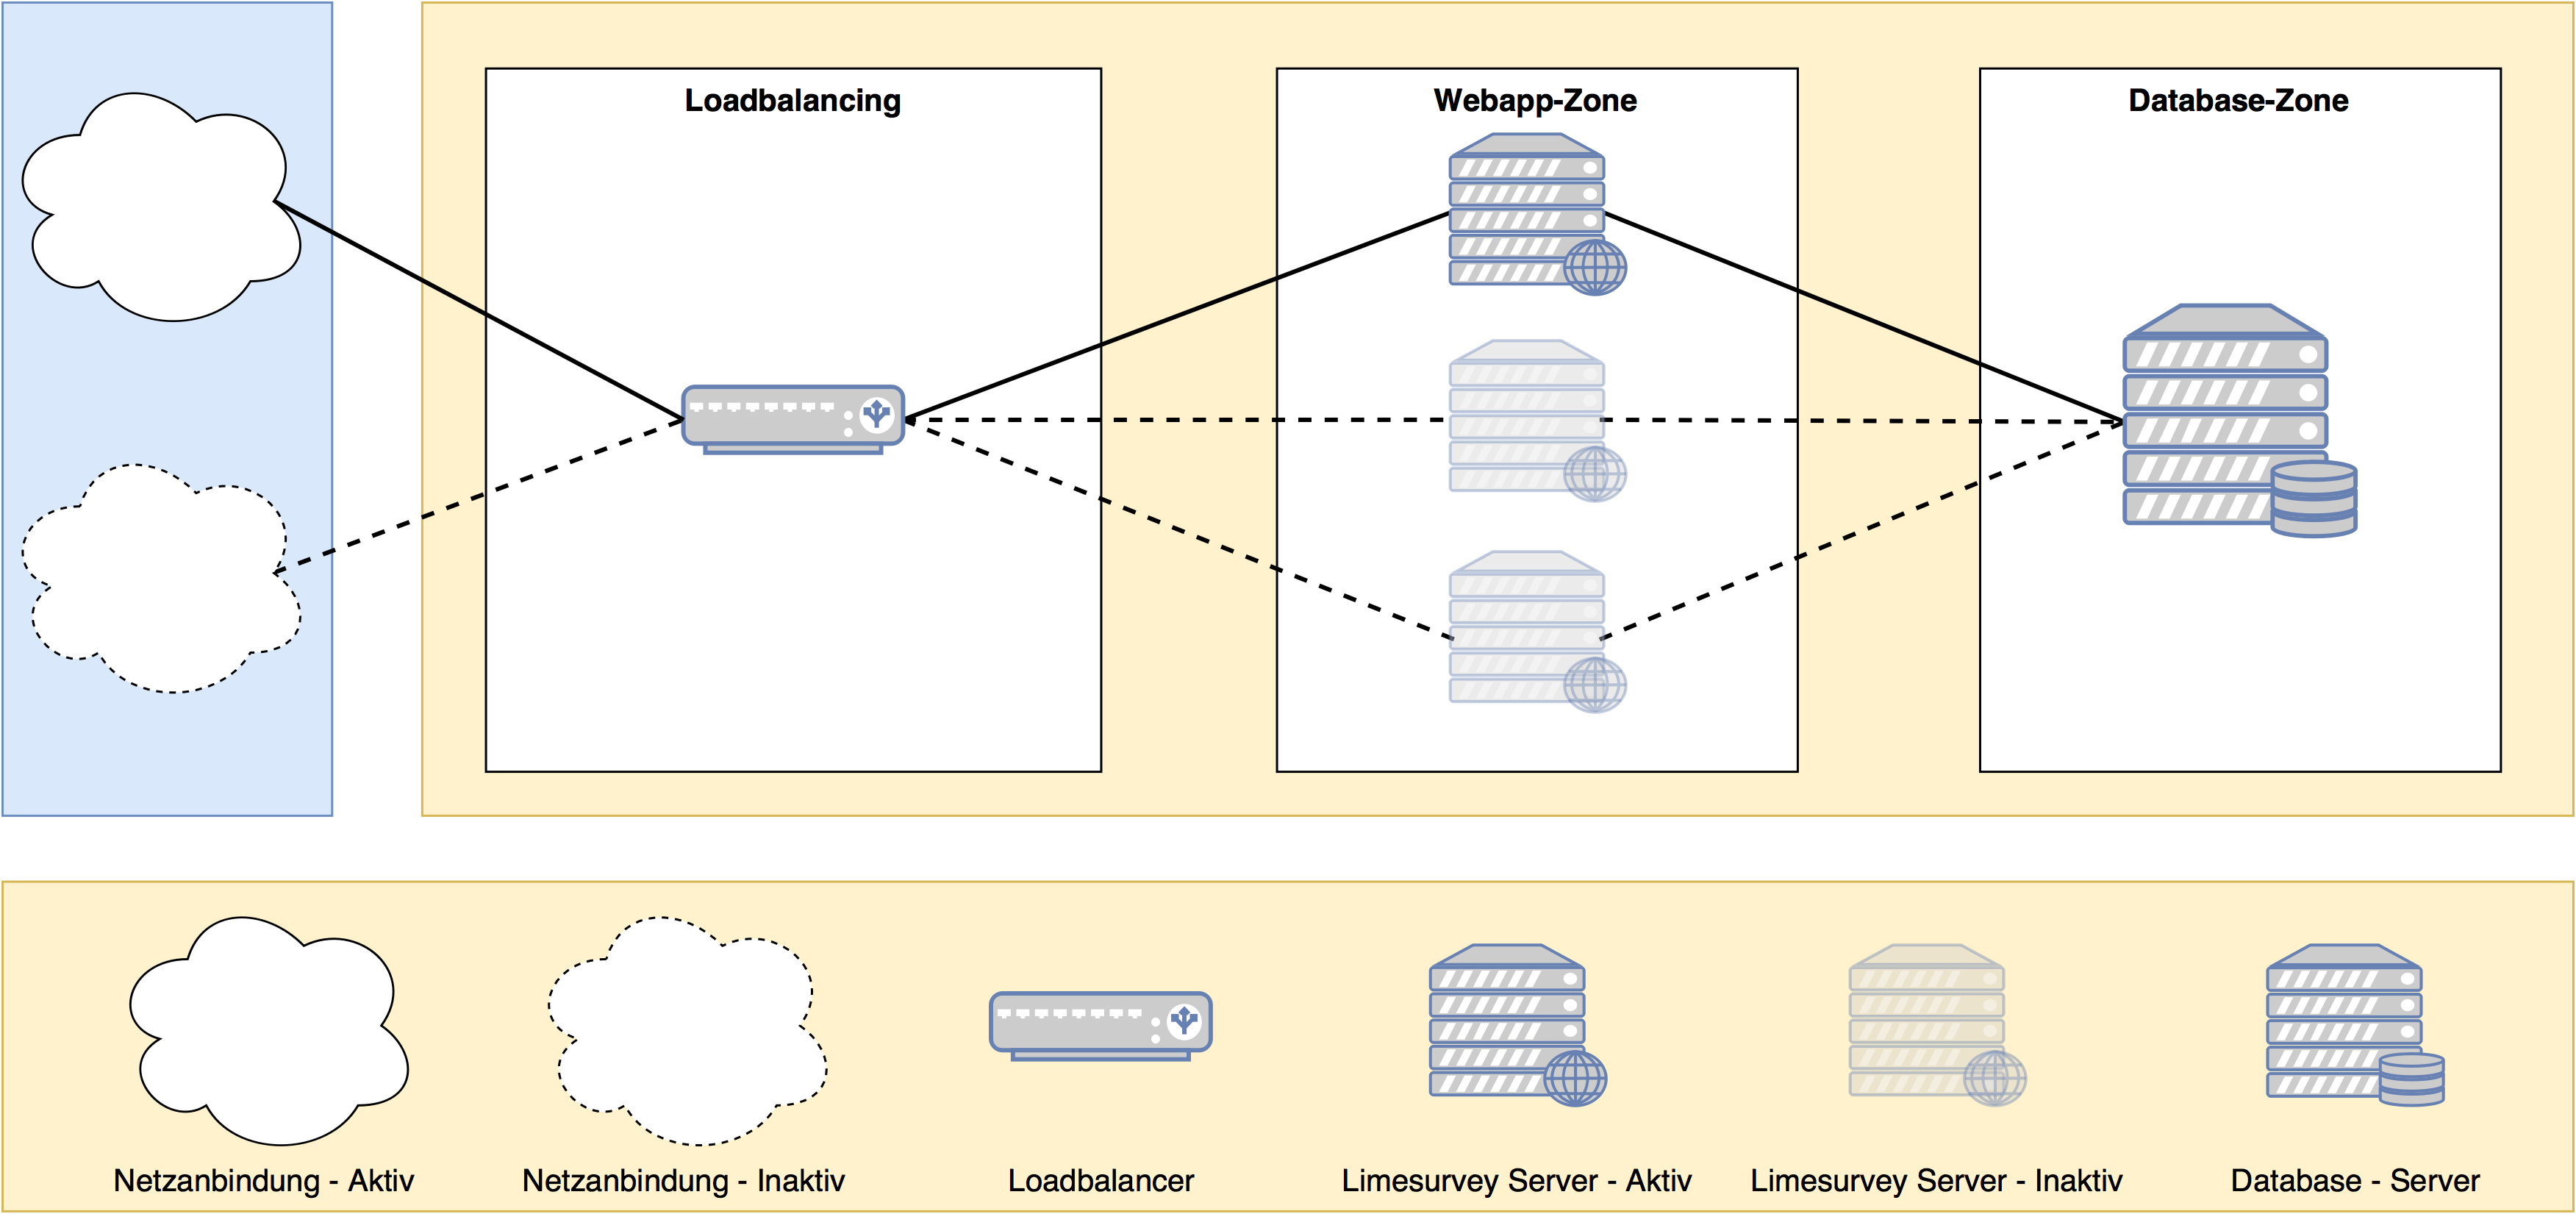 Loadbalancing
Webapp-Zone
Database-Zone
Netzanbindung - Aktiv
Netzanbindung - Inaktiv
Loadbalancer
Limesurvey Server - Aktiv
Limesurvey Server - Inaktiv
Database - Server